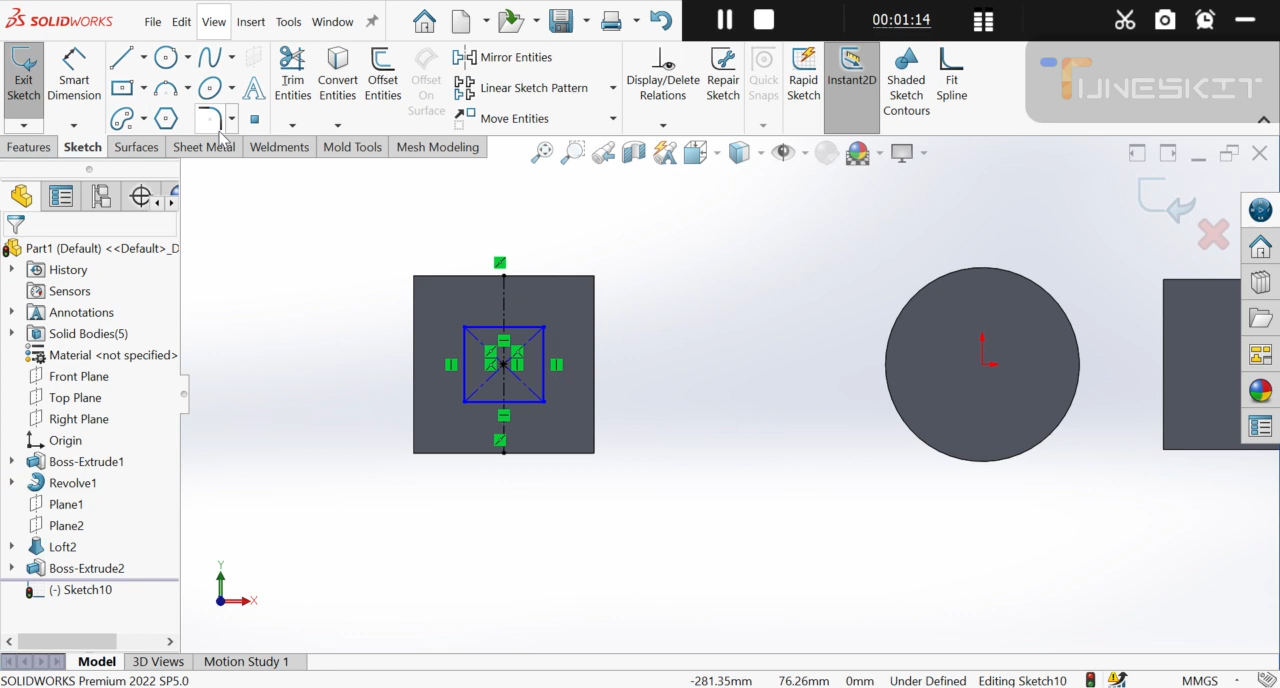 SOLIDWORKS File Edit View Insert Tools Window
00:01:14
TUNESKIT
Exit Sketch
Smart Dimension
Trim Entities
Convert Entities
Offset Entities
Offset On Surface
Mirror Entities
Linear Sketch Pattern
Move Entities
Display/Delete Relations
Repair Sketch
Quick Snaps
Rapid Sketch
Instant2D
Shaded Sketch Contours
Fit Spline
Features Sketch Surfaces Sheet Metal Weldments Mold Tools Mesh Modeling
Part1 (Default) <<Default>_D
History
Sensors
Annotations
Solid Bodies(5)
Material <not specified>
Front Plane
Top Plane
Right Plane
Origin
Boss-Extrude1
Revolve1
Plane1
Plane2
Loft2
Boss-Extrude2
(-) Sketch10
Y
X
Model 3D Views Motion Study 1
SOLIDWORKS Premium 2022 SP5.0 -281.35mm 76.26mm 0mm Under Defined Editing Sketch10 MMGS